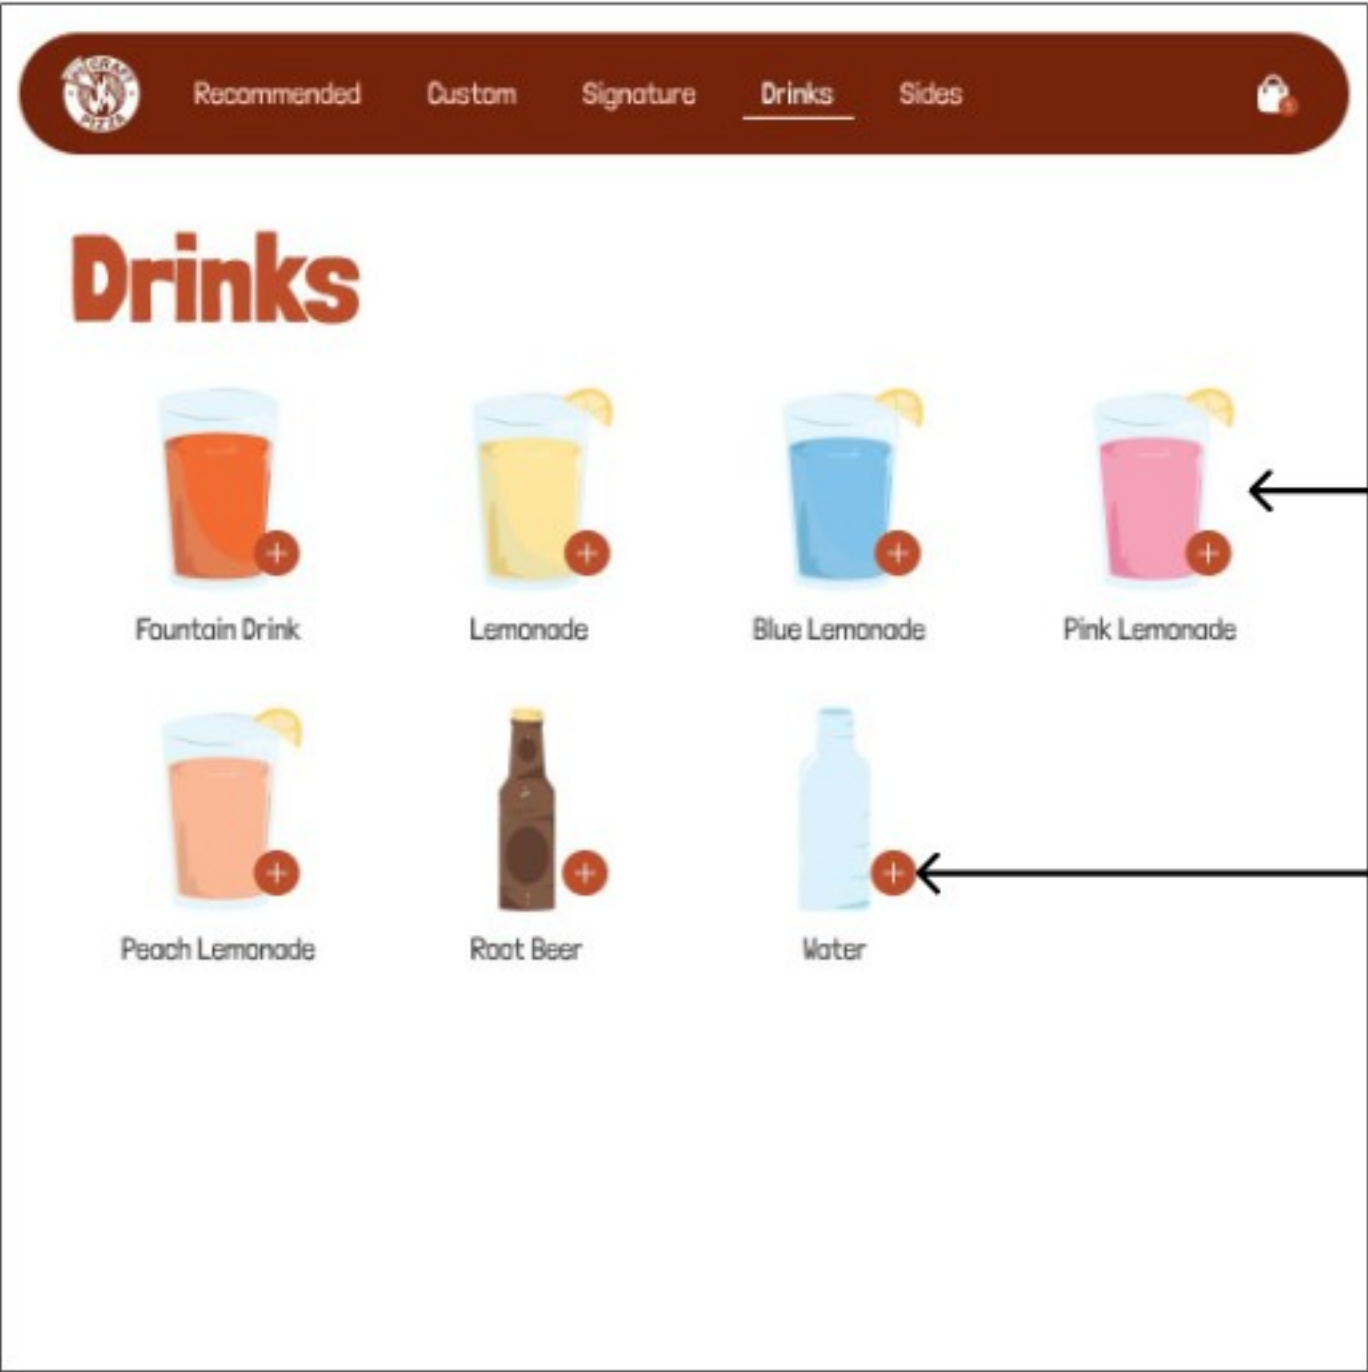 Recommended Custom Signature Drinks Sides
Drinks
Fountain Drink Lemonade Blue Lemonade Pink Lemonade
Peach Lemonade Root Beer Water